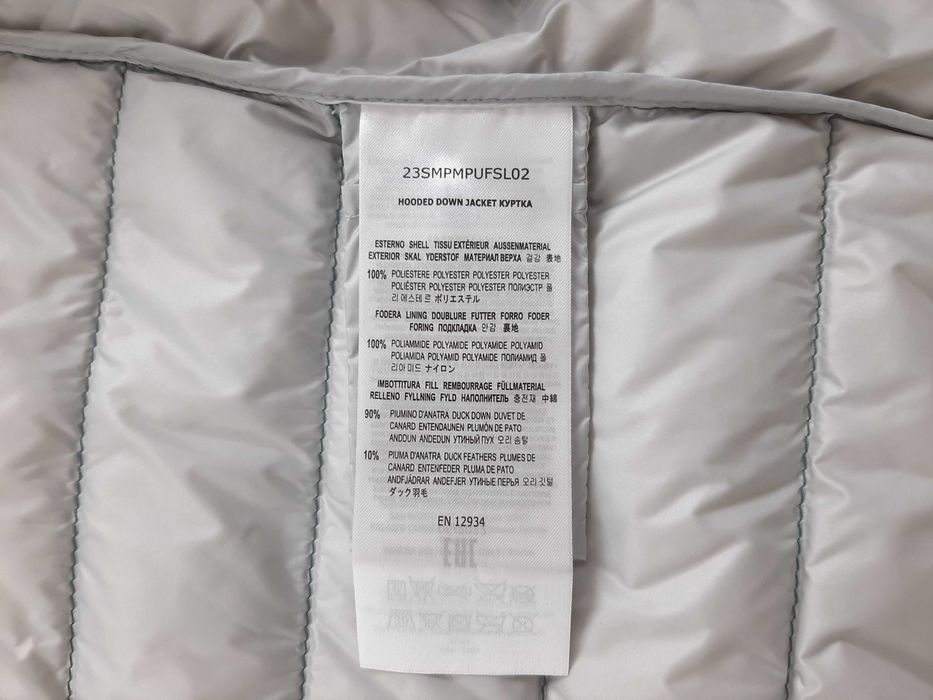 23SMPMPUFSL02
HOODED DOWN JACKET КУРТКА
ESTERNO SHELL TISSU EXTÉRIEUR AUSSENMATERIAL
EXTERIOR SKAL YDERSTOF МАТЕРИАЛ ВЕРХА 겉감 表地
100% POLIESTERE POLYESTER POLYESTER POLYESTER
POLIÉSTER POLYESTER POLYESTER ПОЛИЭСТР 폴
리에스테르 ポリエステル
FODERA LINING DOUBLURE FUTTER FORRO FODER
FORING ПОДКЛАДКА 안감 裏地
100% POLIAMMIDE POLYAMIDE POLYAMIDE POLYAMID
POLIAMIDA POLYAMID POLYAMIDE ПОЛИАМИД 폴
리아미드 ナイロン
IMBOTTITURA FILL REMBOURRAGE FÜLLMATERIAL
RELLENO FYLLNING FYLD НАПОЛНИТЕЛЬ 충전재 中綿
90% PIUMINO D'ANATRA DUCK DOWN DUVET DE
CANARD ENTENDAUNEN PLUMÓN DE PATO
ANDDUN ANDEDUN УТИНЫЙ ПУХ 오리 솜털
10% PIUMA D'ANATRA DUCK FEATHERS PLUMES DE
CANARD ENTENFEDER PLUMA DE PATO
ANDFJÄDRAR ANDEFJER УТИНЫЕ ПЕРЬЯ 오리 깃털
ダック羽毛
EN 12934